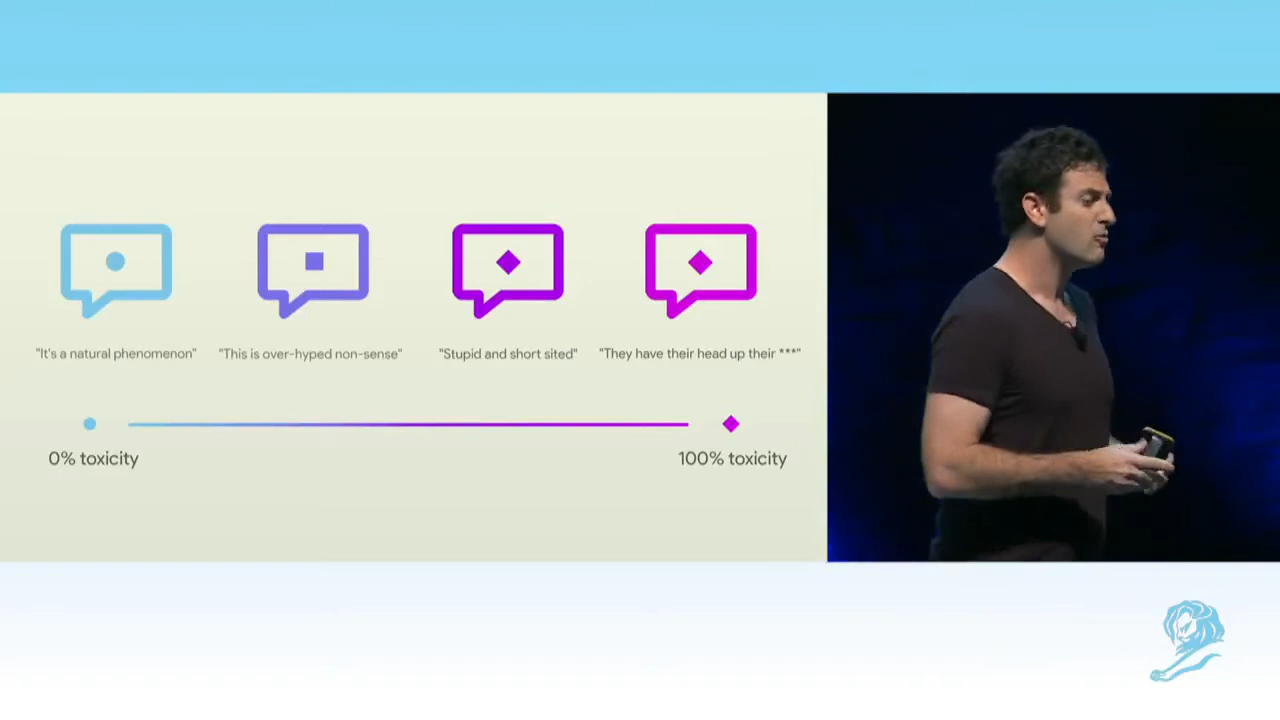 "It's a natural phenomenon"
"This is over-hyped non-sense"
"Stupid and short sited"
"They have their head up their ***"
0% toxicity
100% toxicity